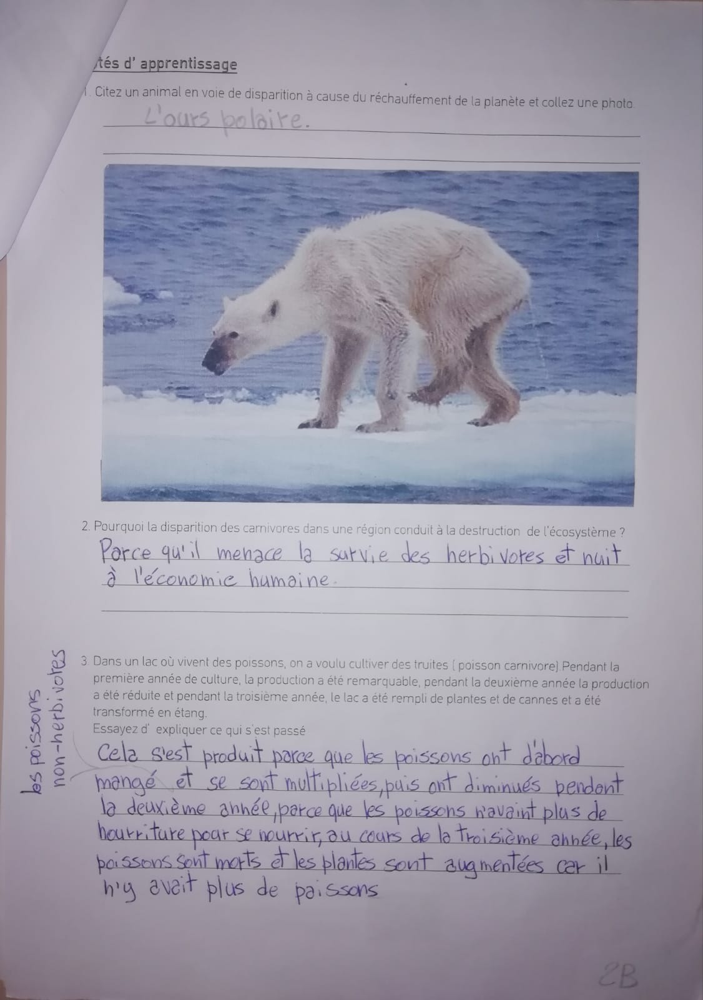 tés d' apprentissage
1. Citez un animal en voie de disparition à cause du réchauffement de la planète et collez une photo.
L'ours polaire.
2. Pourquoi la disparition des carnivores dans une région conduit à la destruction de l'écosystème ?
Parce qu'il menace la survie des herbivores et nuit
à l'économie humaine.
3. Dans un lac où vivent des poissons, on a voulu cultiver des truites ( poisson carnivore).Pendant la
première année de culture, la production a été remarquable, pendant la deuxième année la production
a été réduite et pendant la troisième année, le lac a été rempli de plantes et de cannes et a été
transformé en étang.
Essayez d' expliquer ce qui s'est passé
Cela s'est produit parce que les poissons ont d'abord
mangé et se sont multipliées, puis ont diminués pendant
la deuxième année, parce que les poissons n'avaint plus de
nourriture pour se nourrir, au cours de la troisième année, les
poissons sont morts et les plantes sont augmentées car il
n'y avait plus de poissons
les poissons
non-herbivores
2B